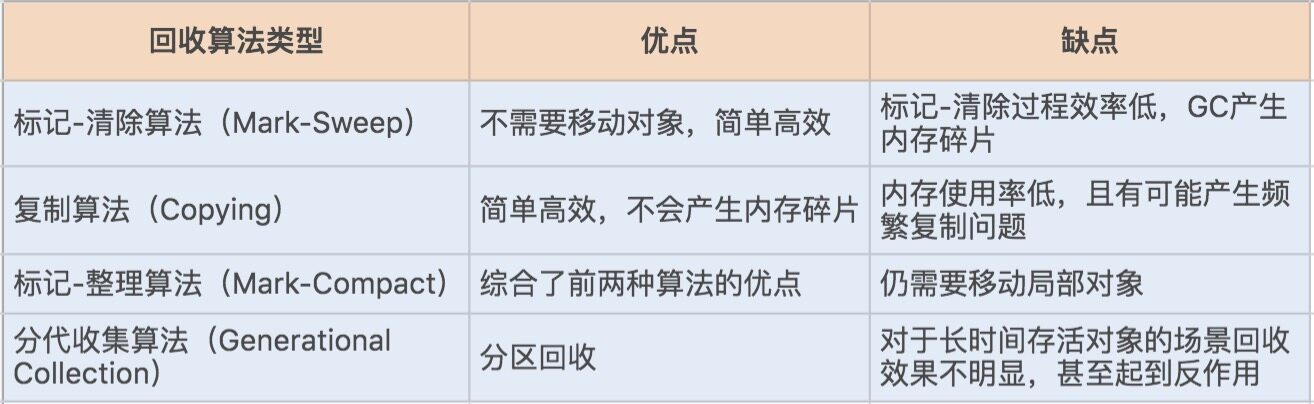 回收算法类型 优点 缺点
标记-清除算法（Mark-Sweep） 不需要移动对象，简单高效 标记-清除过程效率低，GC产生
内存碎片
复制算法（Copying） 简单高效，不会产生内存碎片 内存使用率低，且有可能产生频
繁复制问题
标记-整理算法（Mark-Compact） 综合了前两种算法的优点 仍需要移动局部对象
分代收集算法（Generational
Collection） 分区回收 对于长时间存活对象的场景回收
效果不明显，甚至起到反作用